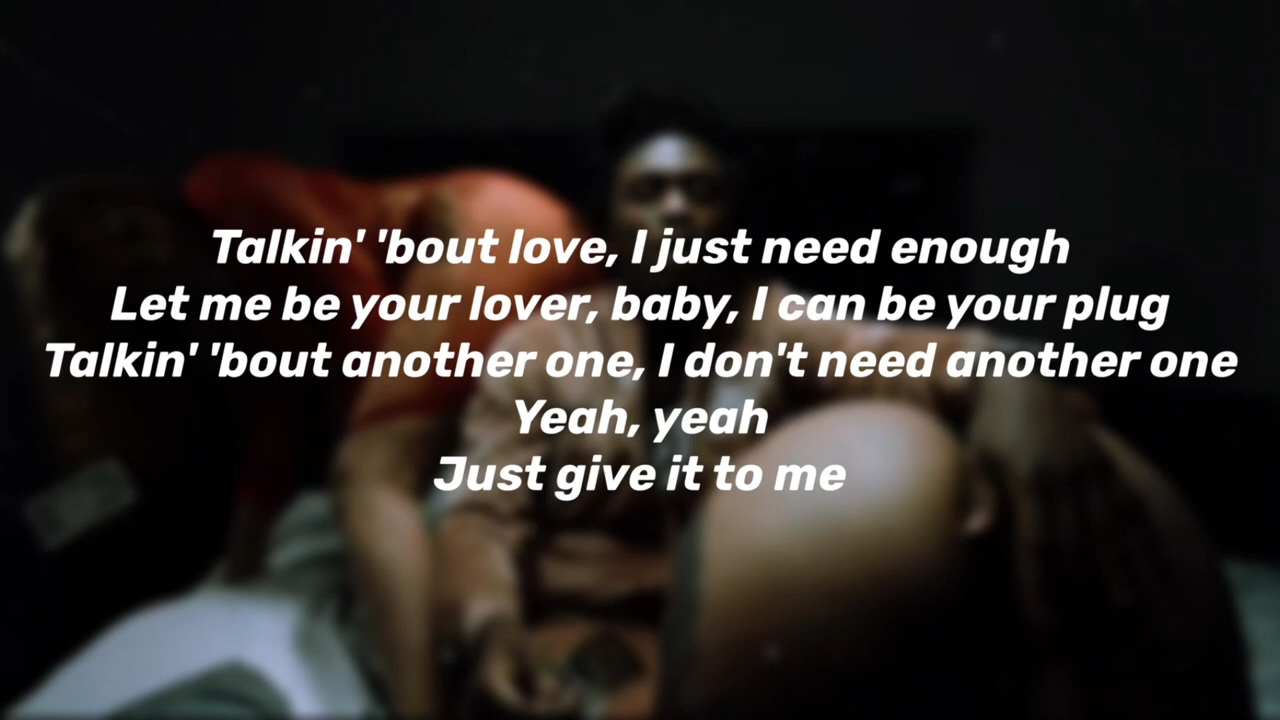 Talkin' 'bout love, I just need enough
Let me be your lover, baby, I can be your plug
Talkin' 'bout another one, I don't need another one
Yeah, yeah
Just give it to me